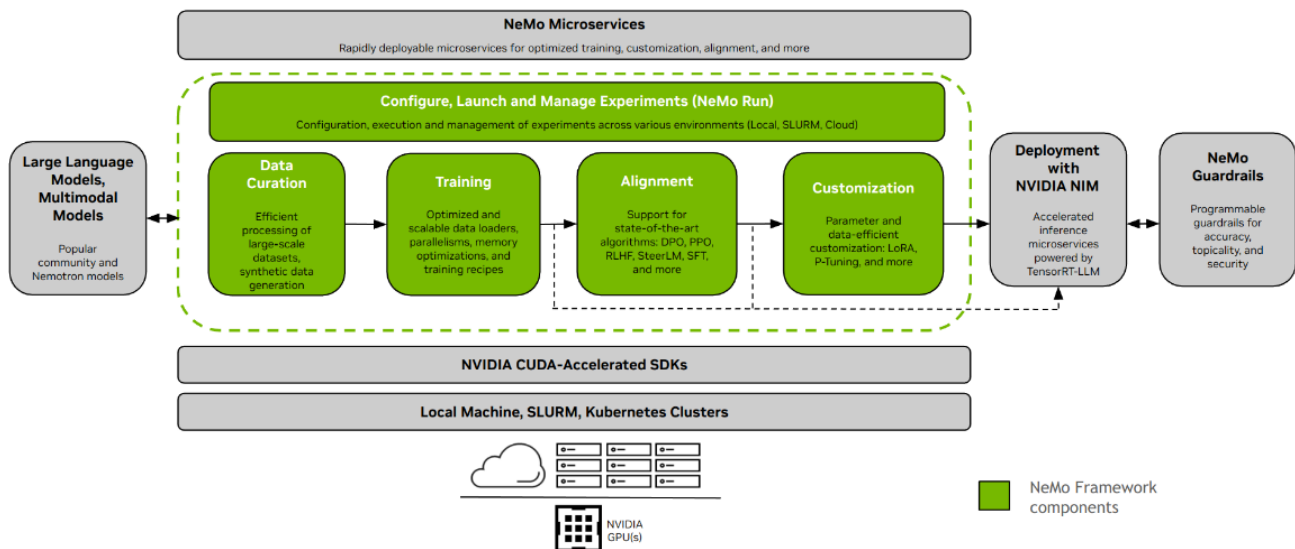 NeMo Microservices
Rapidly deployable microservices for optimized training, customization, alignment, and more
Configure, Launch and Manage Experiments (NeMo Run)
Configuration, execution and management of experiments across various environments (Local, SLURM, Cloud)
Large Language
Models,
Multimodal
Models
Popular
community and
Nemotron models
Data
Curation
Efficient
processing of
large-scale
datasets,
synthetic data
generation
Training
Optimized and
scalable data loaders,
parallelisms, memory
optimizations, and
training recipes
Alignment
Support for
state-of-the-art
algorithms: DPO, PPO,
RLHF, SteerLM, SFT,
and more
Customization
Parameter and
data-efficient
customization: LoRA,
P-Tuning, and more
Deployment
with
NVIDIA NIM
Accelerated
inference
microservices
powered by
TensorRT-LLM
NeMo
Guardrails
Programmable
guardrails for
accuracy,
topicality, and
security
NVIDIA CUDA-Accelerated SDKs
Local Machine, SLURM, Kubernetes Clusters
NVIDIA
GPU(s)
NeMo Framework
components